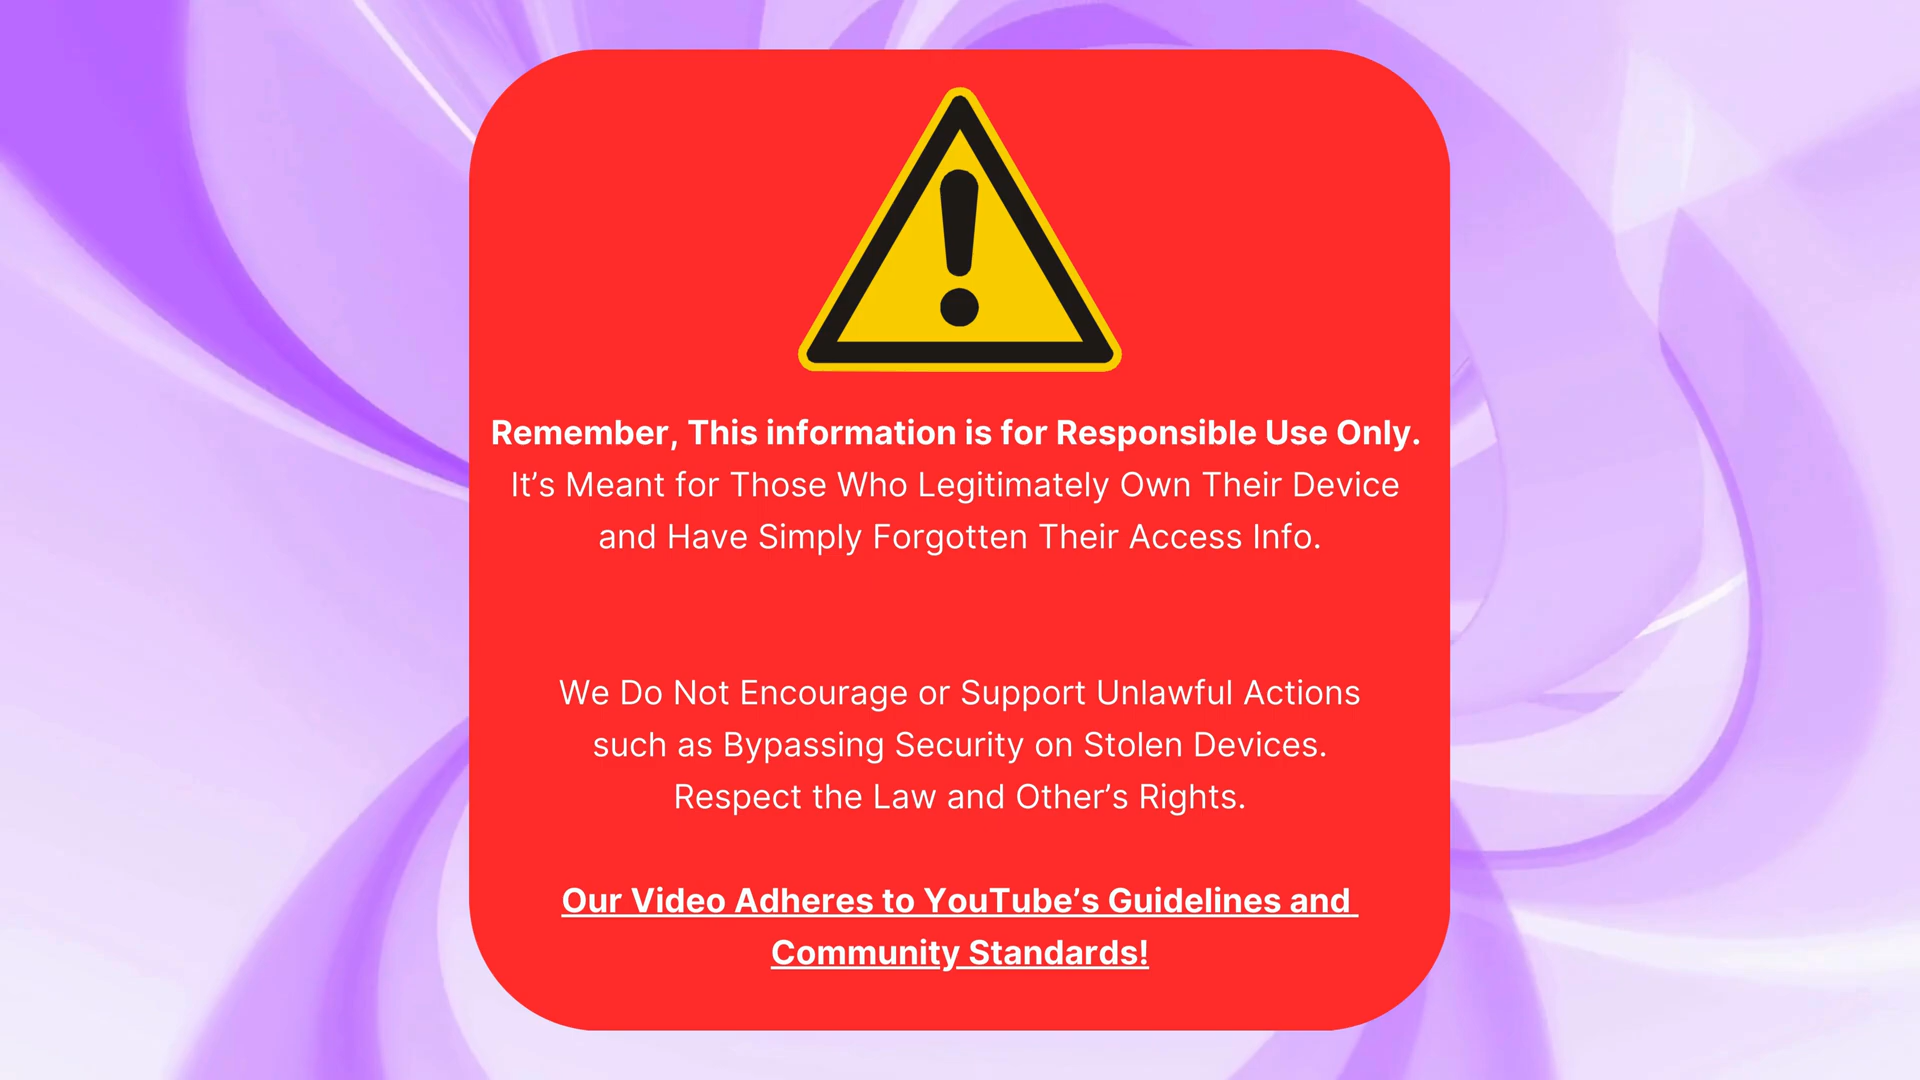 Remember, This information is for Responsible Use Only.
It’s Meant for Those Who Legitimately Own Their Device
and Have Simply Forgotten Their Access Info.
We Do Not Encourage or Support Unlawful Actions
such as Bypassing Security on Stolen Devices.
Respect the Law and Other’s Rights.
Our Video Adheres to YouTube’s Guidelines and
Community Standards!